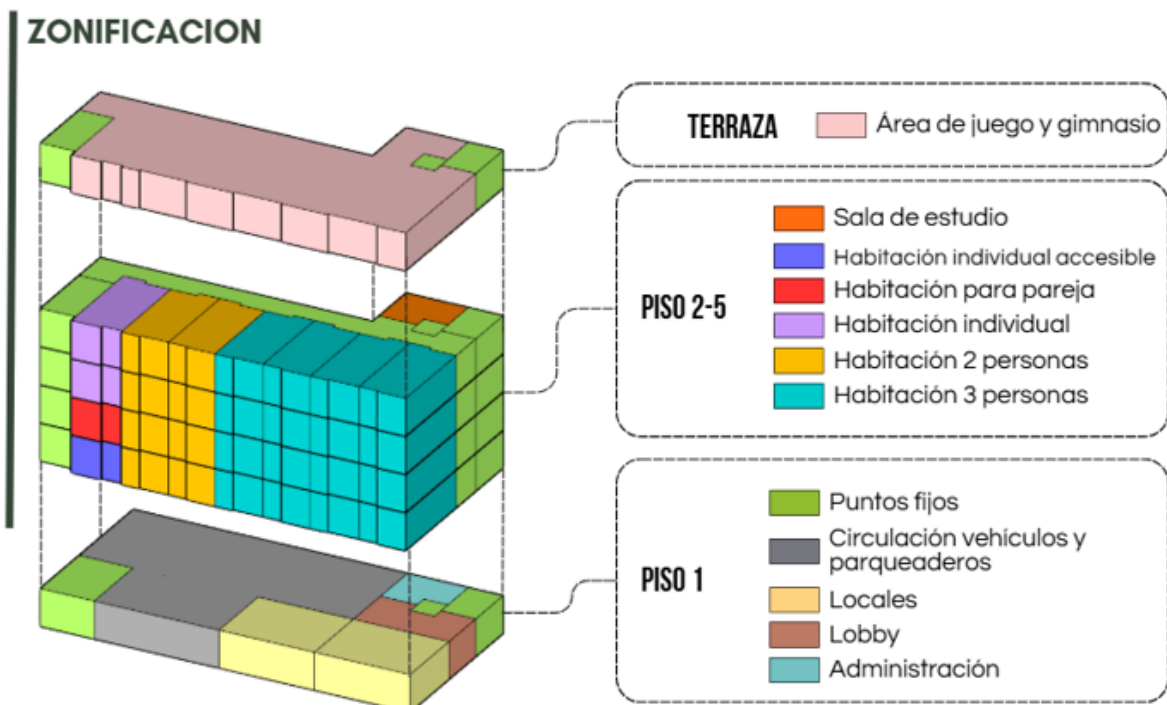 ZONIFICACION
TERRAZA
Área de juego y gimnasio
PISO 2-5
Sala de estudio
Habitación individual accesible
Habitación para pareja
Habitación individual
Habitación 2 personas
Habitación 3 personas
PISO 1
Puntos fijos
Circulación vehículos y
parqueaderos
Locales
Lobby
Administración